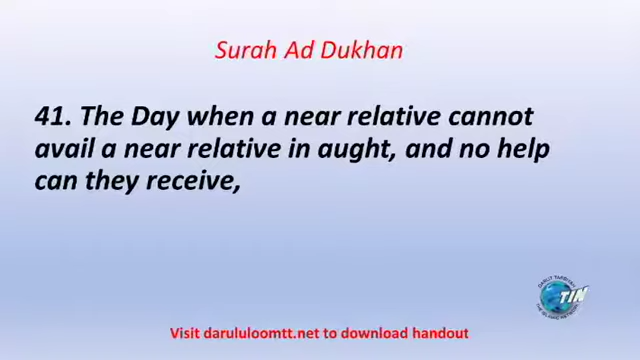 Surah Ad Dukhan
41. The Day when a near relative cannot
avail a near relative in aught, and no help
can they receive,
TIN
Visit darululoomtt.net to download handout